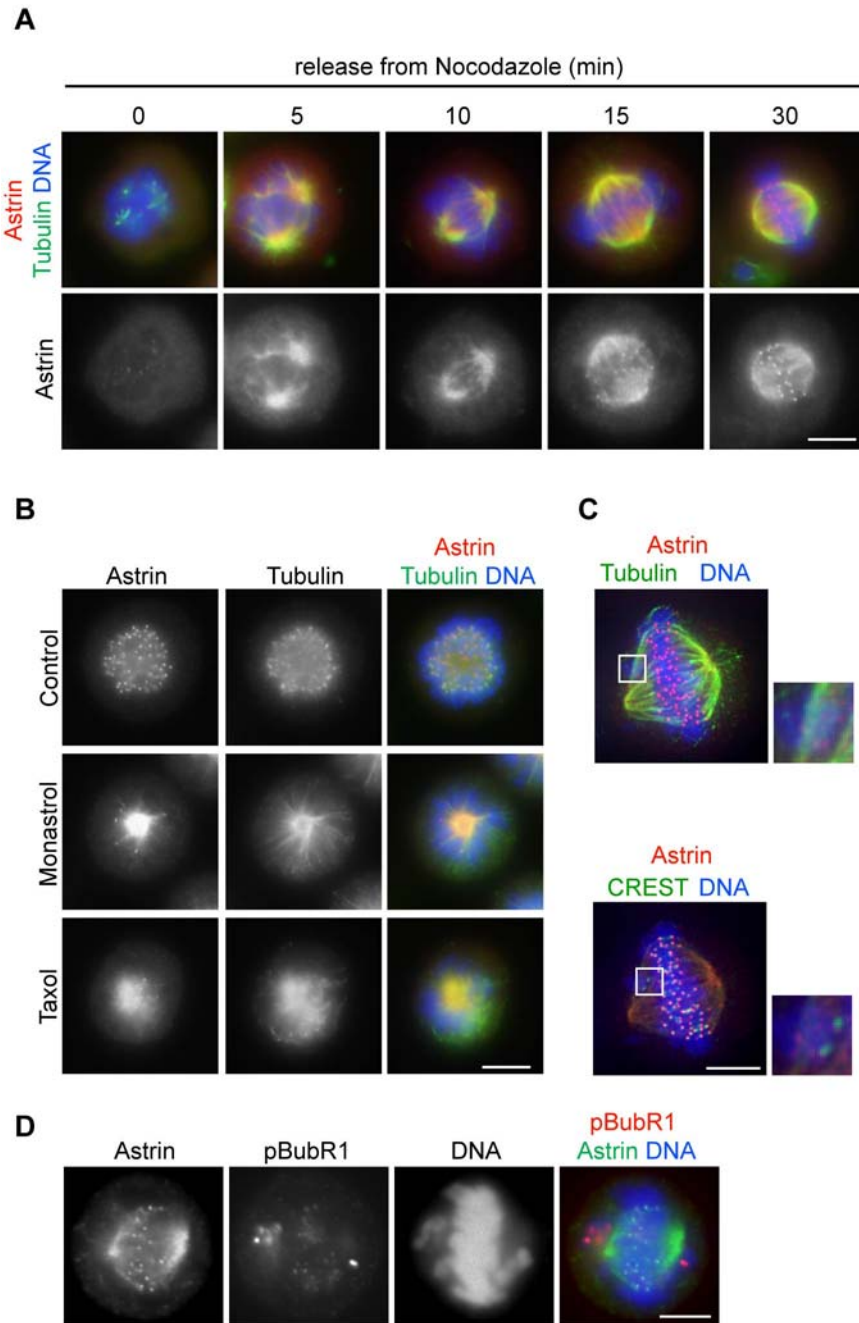 A
release from Nocodazole (min)
0 5 10 15 30
Astrin
Tubulin DNA
Astrin
B
Astrin Tubulin Astrin
Tubulin DNA
Control
Monastrol
Taxol
C
Astrin
Tubulin DNA
Astrin
CREST DNA
D
Astrin pBubR1 DNA pBubR1
Astrin DNA